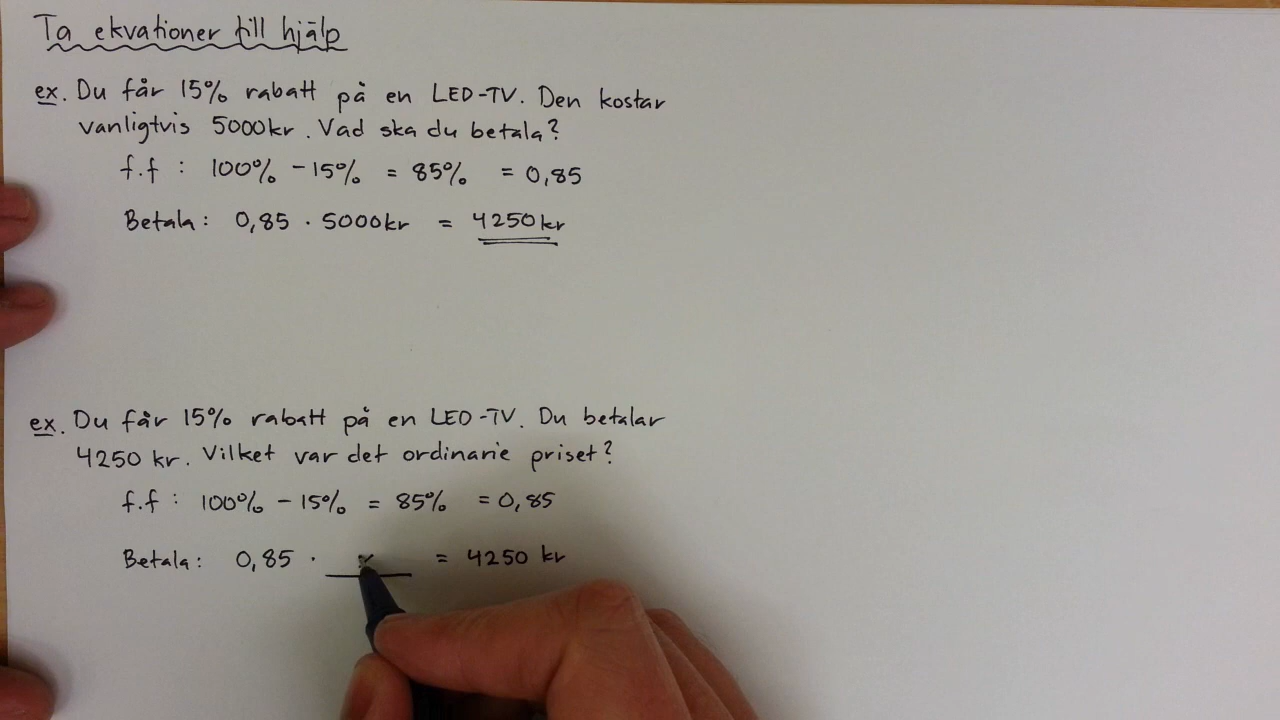 Ta ekvationer till hjälp
ex. Du får 15% rabatt på en LED-TV. Den kostar
vanligtvis 5000kr. Vad ska du betala?
f.f : 100% - 15% = 85% = 0,85
Betala: 0,85 · 5000kr = 4250kr
ex. Du får 15% rabatt på en LED-TV. Du betalar
4250 kr. Vilket var det ordinarie priset?
f.f : 100% - 15% = 85% = 0,85
Betala: 0,85 · x = 4250 kr